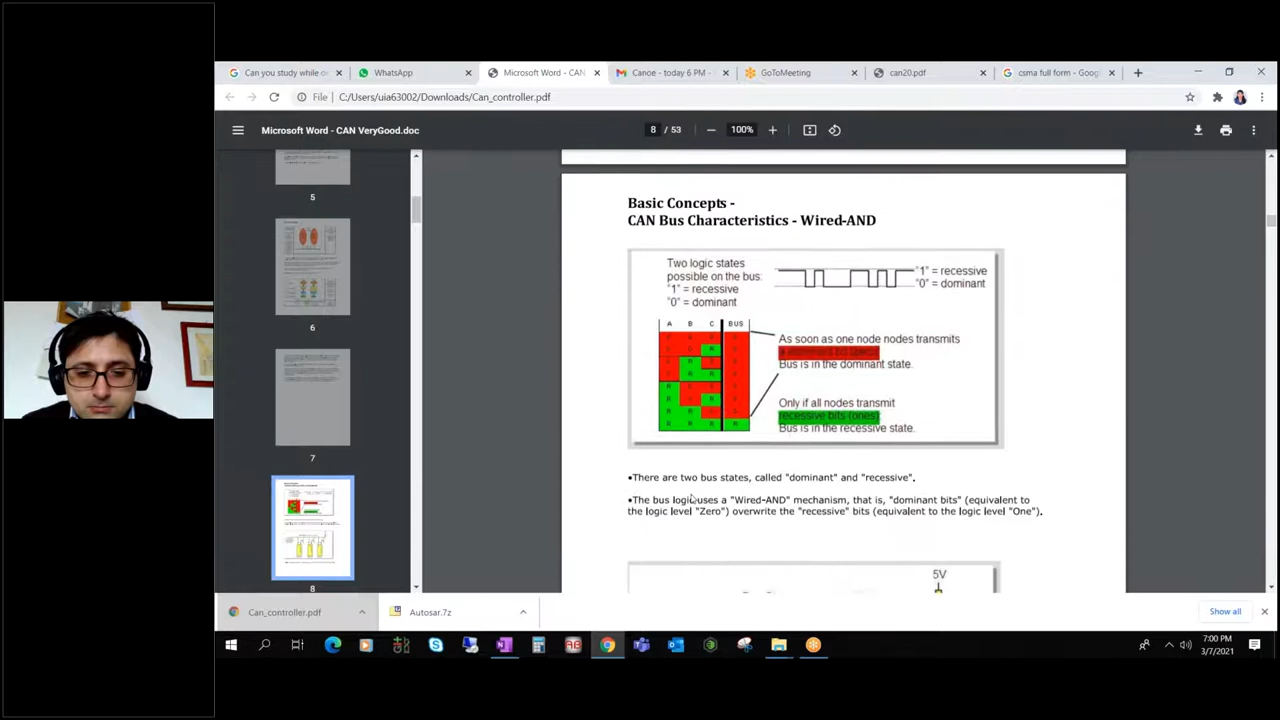 Can you study while o
WhatsApp
Microsoft Word - CAN
Canoe - today 6 PM -
GoToMeeting
can20.pdf
csma full form - Goog
File
C:/Users/uia63002/Downloads/Can_controller.pdf
Microsoft Word - CAN VeryGood.doc
8 / 53
100%
5
6
7
8
Basic Concepts -
CAN Bus Characteristics - Wired-AND
Two logic states
possible on the bus:
"1" = recessive
"0" = dominant
"1" = recessive
"0" = dominant
A B C BUS
As soon as one node nodes transmits
Bus is in the dominant state.
Only if all nodes transmit
recessive bits (ones)
Bus is in the recessive state.
R R R R
•There are two bus states, called "dominant" and "recessive".
•The bus logic uses a "Wired-AND" mechanism, that is, "dominant bits" (equivalent to
the logic level "Zero") overwrite the "recessive" bits (equivalent to the logic level "One").
5V
Can_controller.pdf
Autosar.7z
Show all
7:00 PM
3/7/2021